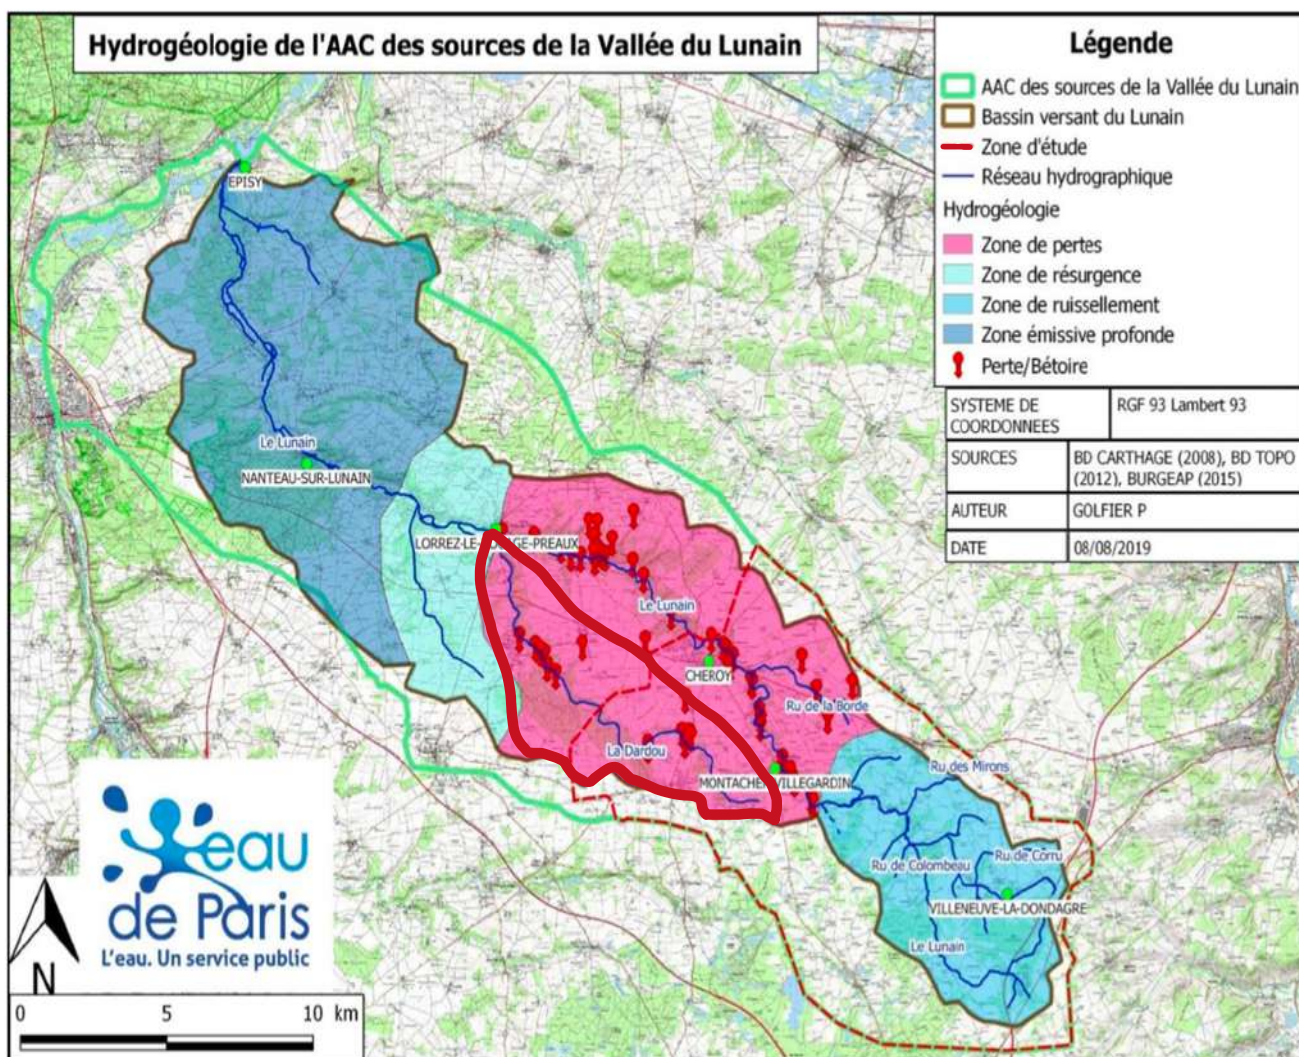 Hydrogéologie de l'AAC des sources de la Vallée du Lunain
Légende
AAC des sources de la Vallée du Lunain
Bassin versant du Lunain
Zone d'étude
Réseau hydrographique
Hydrogéologie
Zone de pertes
Zone de résurgence
Zone de ruissellement
Zone émissive profonde
Perte/Bétoire
SYSTEME DE
COORDONNEES
RGF 93 Lambert 93
SOURCES
BD CARTHAGE (2008), BD TOPO
(2012), BURGEAP (2015)
AUTEUR
GOLFIER P
DATE
08/08/2019
EPISY
Le Lunain
NANTEAU-SUR-LUNAIN
LORREZ-LE-BOCAGE-PREAUX
Le Lunain
CHEROY
Ru de la Borde
La Dardou
MONTACHER-VILLEGARDIN
Ru des Mirons
Ru de Colombeau
Ru de Corru
VILLENEUVE-LA-DONDAGRE
Le Lunain
eau
de Paris
L'eau. Un service public
N
0 5 10 km